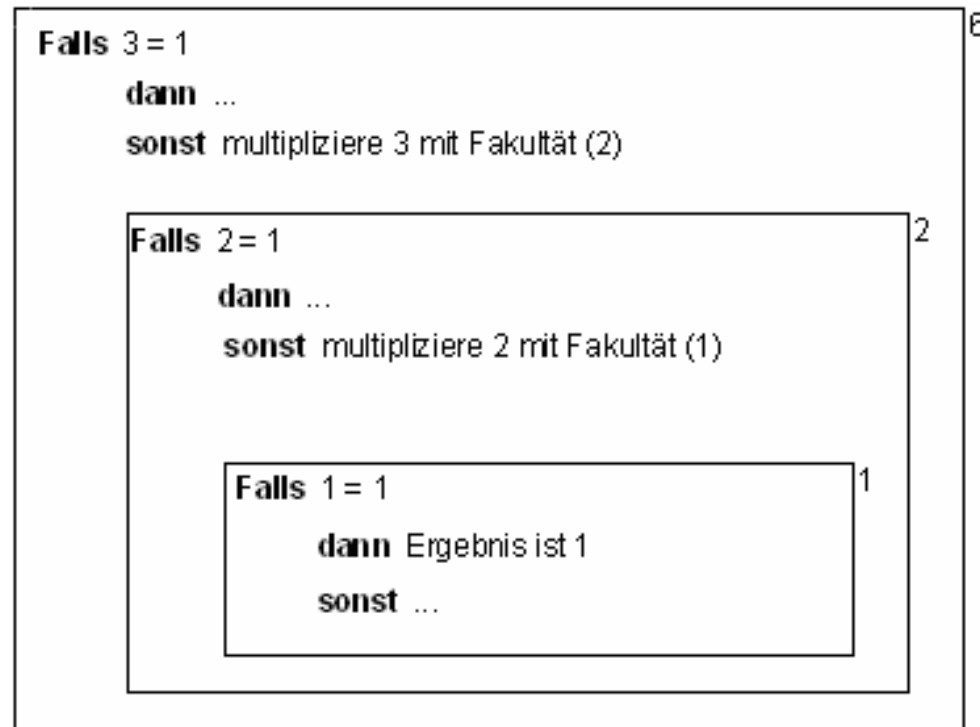 6
Falls 3 = 1
dann ...
sonst multipliziere 3 mit Fakultät (2)
2
Falls 2 = 1
dann ...
sonst multipliziere 2 mit Fakultät (1)
1
Falls 1 = 1
dann Ergebnis ist 1
sonst ...